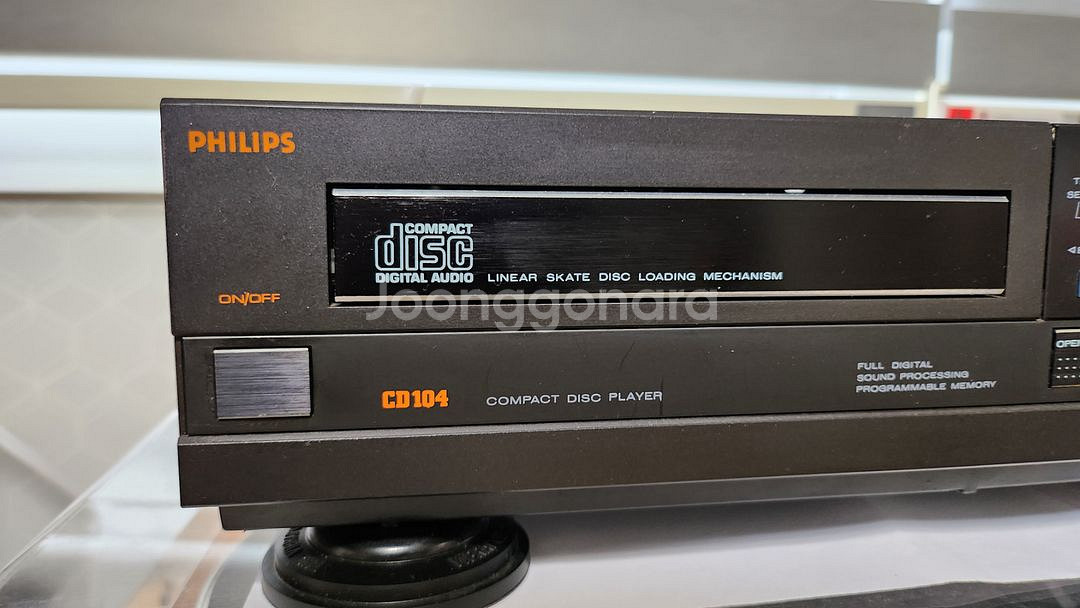 PHILIPS
COMPACT
disc
DIGITAL AUDIO
LINEAR SKATE DISC LOADING MECHANISM
ON/OFF
Joonggonara
CD104
COMPACT DISC PLAYER
FULL DIGITAL
SOUND PROCESSING
PROGRAMMABLE MEMORY